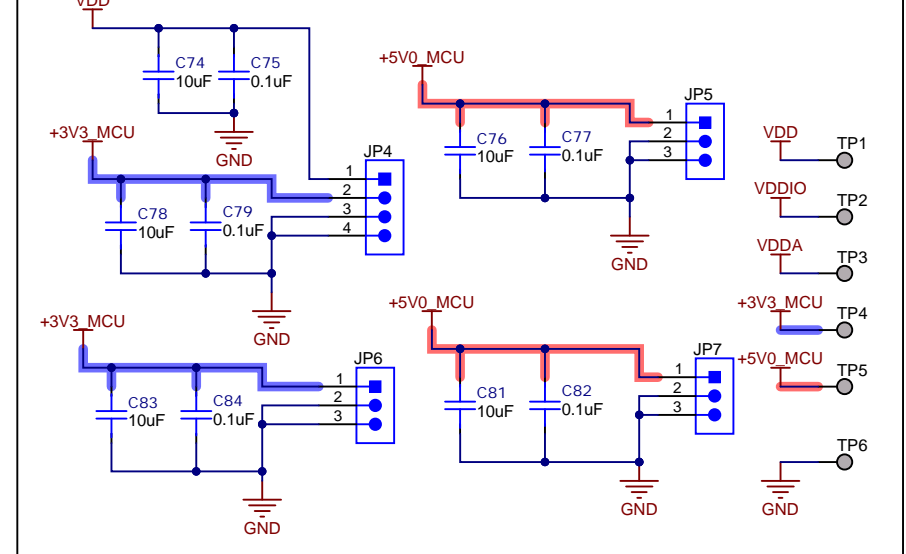 VDD
C74
10uF
C75
0.1uF
GND
+3V3_MCU
C78
10uF
C79
0.1uF
GND
JP4
1
2
3
4
+5V0_MCU
C76
10uF
C77
0.1uF
GND
JP5
1
2
3
+3V3_MCU
C83
10uF
C84
0.1uF
GND
JP6
1
2
3
+5V0_MCU
C81
10uF
C82
0.1uF
GND
JP7
1
2
3
VDD
TP1
VDDIO
TP2
VDDA
TP3
+3V3_MCU
TP4
+5V0_MCU
TP5
TP6
GND